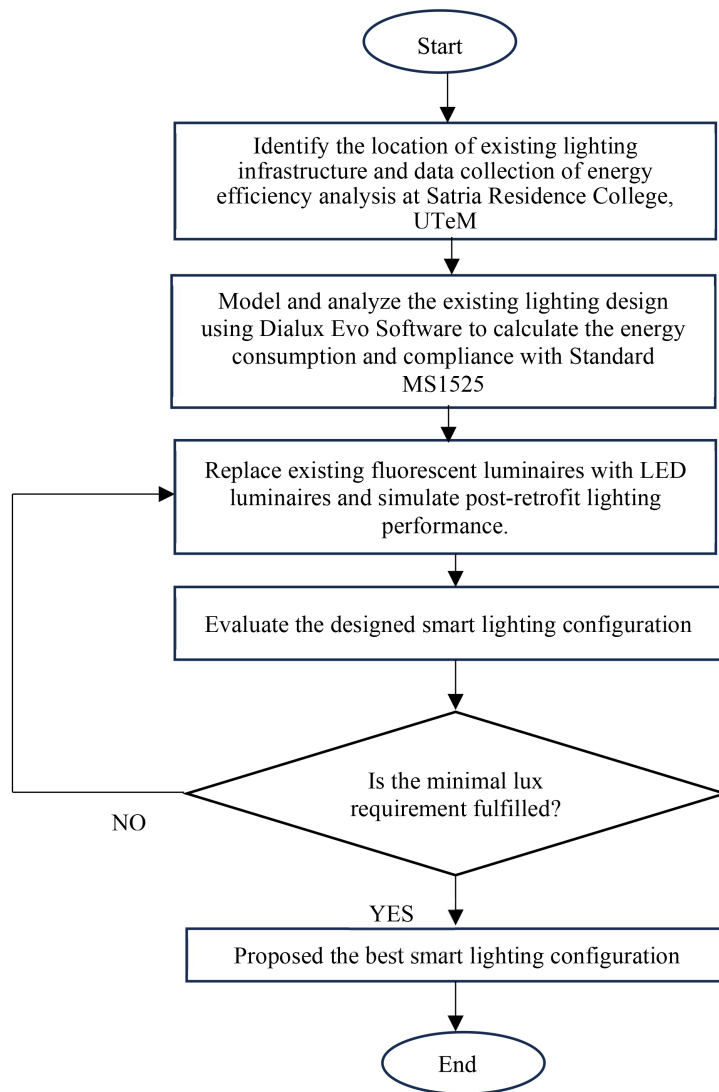 Start
Identify the location of existing lighting
infrastructure and data collection of energy
efficiency analysis at Satria Residence College,
UTeM
Model and analyze the existing lighting design
using Dialux Evo Software to calculate the energy
consumption and compliance with Standard
MS1525
Replace existing fluorescent luminaires with LED
luminaires and simulate post-retrofit lighting
performance.
Evaluate the designed smart lighting configuration
Is the minimal lux
requirement fulfilled?
NO
YES
Proposed the best smart lighting configuration
End